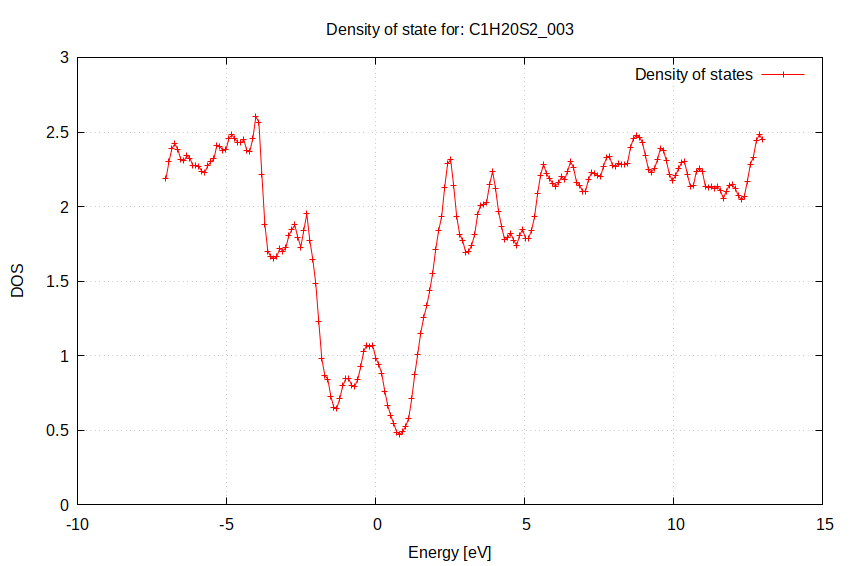 Density of state for: C1H20S2_003
Density of states
3
2.5
2
1.5
1
0.5
0
DOS
-10 -5 0 5 10 15
Energy [eV]